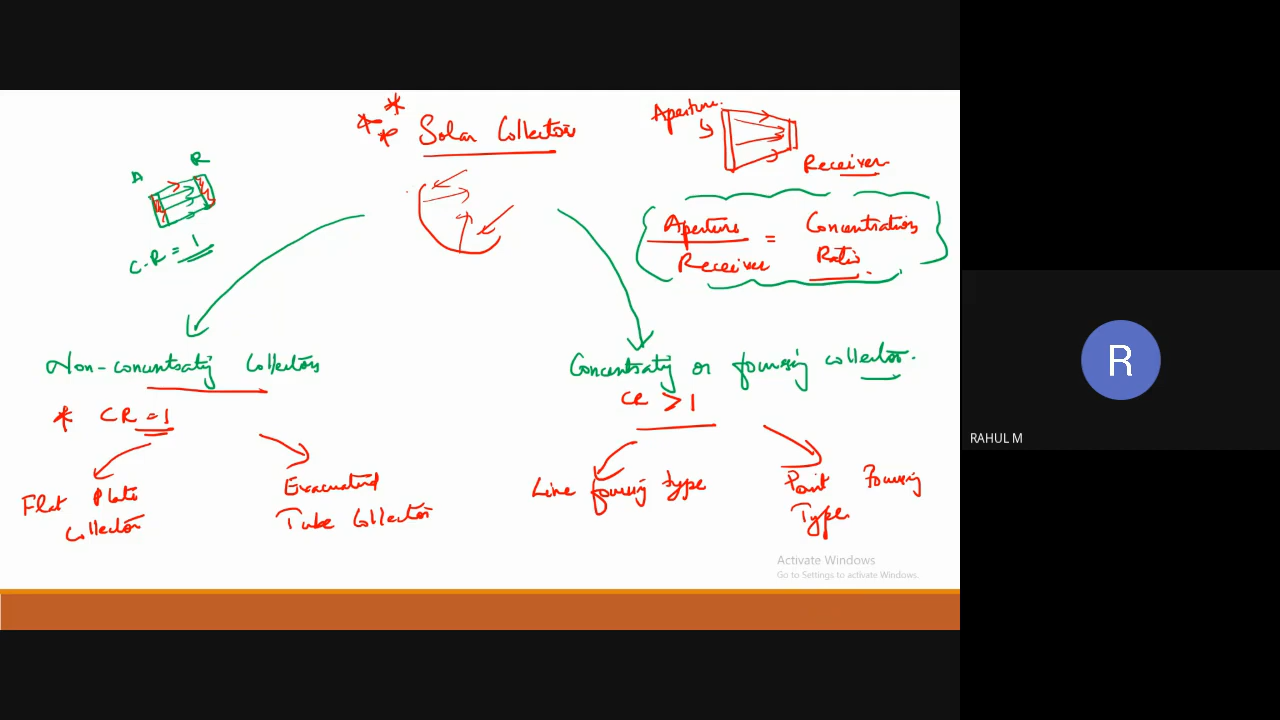 Solar Collectors
Aperture
Receiver
A
R
C.R = 1
Aperture = Concentration
Receiver Ratio
Non-concentrating Collectors
* CR = 1
Flat Plate
Collector
Evacuated
Tube Collector
Concentrating or focusing collector.
CR > 1
Line focusing type
Point Focusing
Type
Activate Windows
Go to Settings to activate Windows.
R
RAHUL M